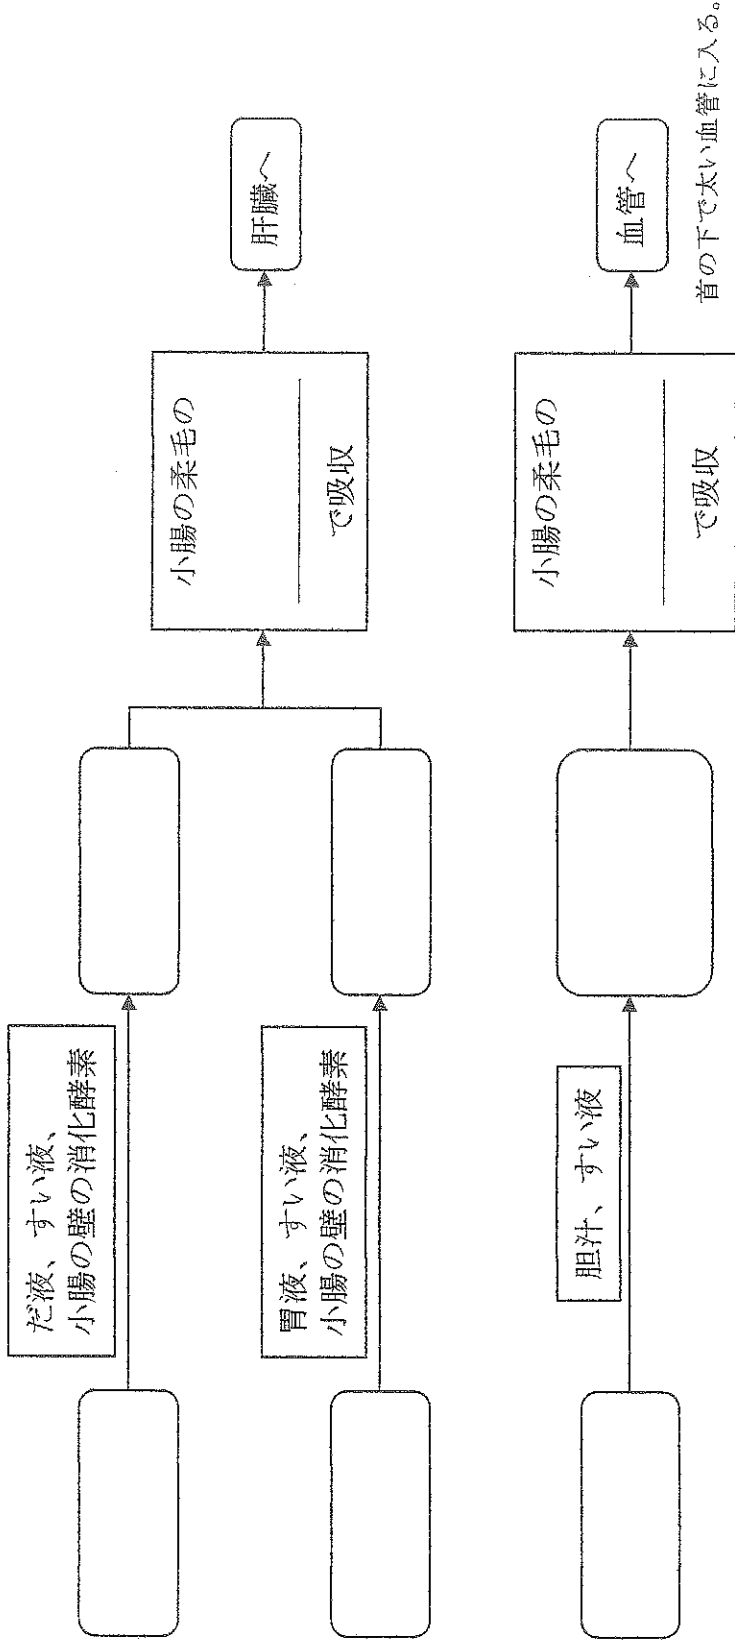 だ液、すい液、
小腸の壁の消化酵素
小腸の柔毛の
で吸収
肝臓へ
胃液、すい液、
小腸の壁の消化酵素
胆汁、すい液
小腸の柔毛の
で吸収
血管へ
首の下で太い血管に入る。